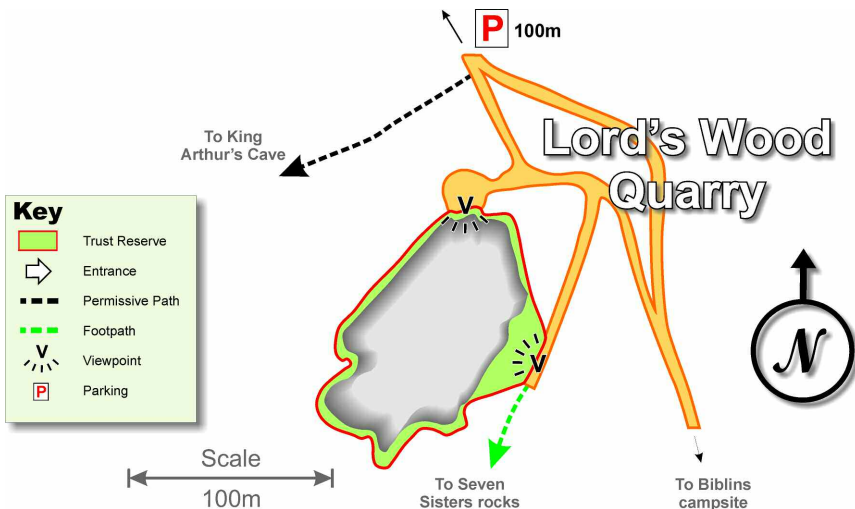 P 100m
Lord's Wood
Quarry
To King
Arthur's Cave
V
Key
Trust Reserve
Entrance
Permissive Path
Footpath
V
Viewpoint
P
Parking
V
N
Scale
100m
To Seven
Sisters rocks
To Biblins
campsite